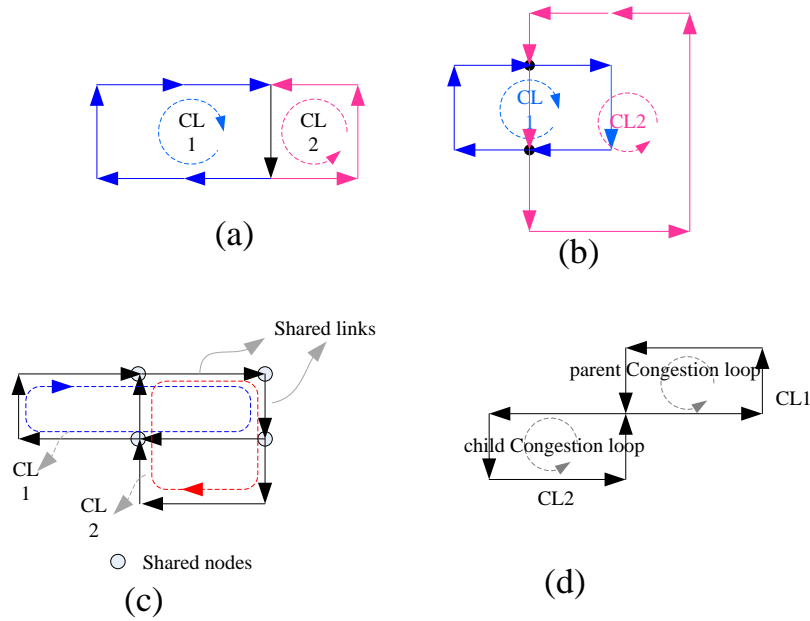 CL
1
CL
2
(a)
CL
1
CL2
(b)
Shared links
CL
1
CL
2
Shared nodes
(c)
parent Congestion loop
CL1
child Congestion loop
CL2
(d)